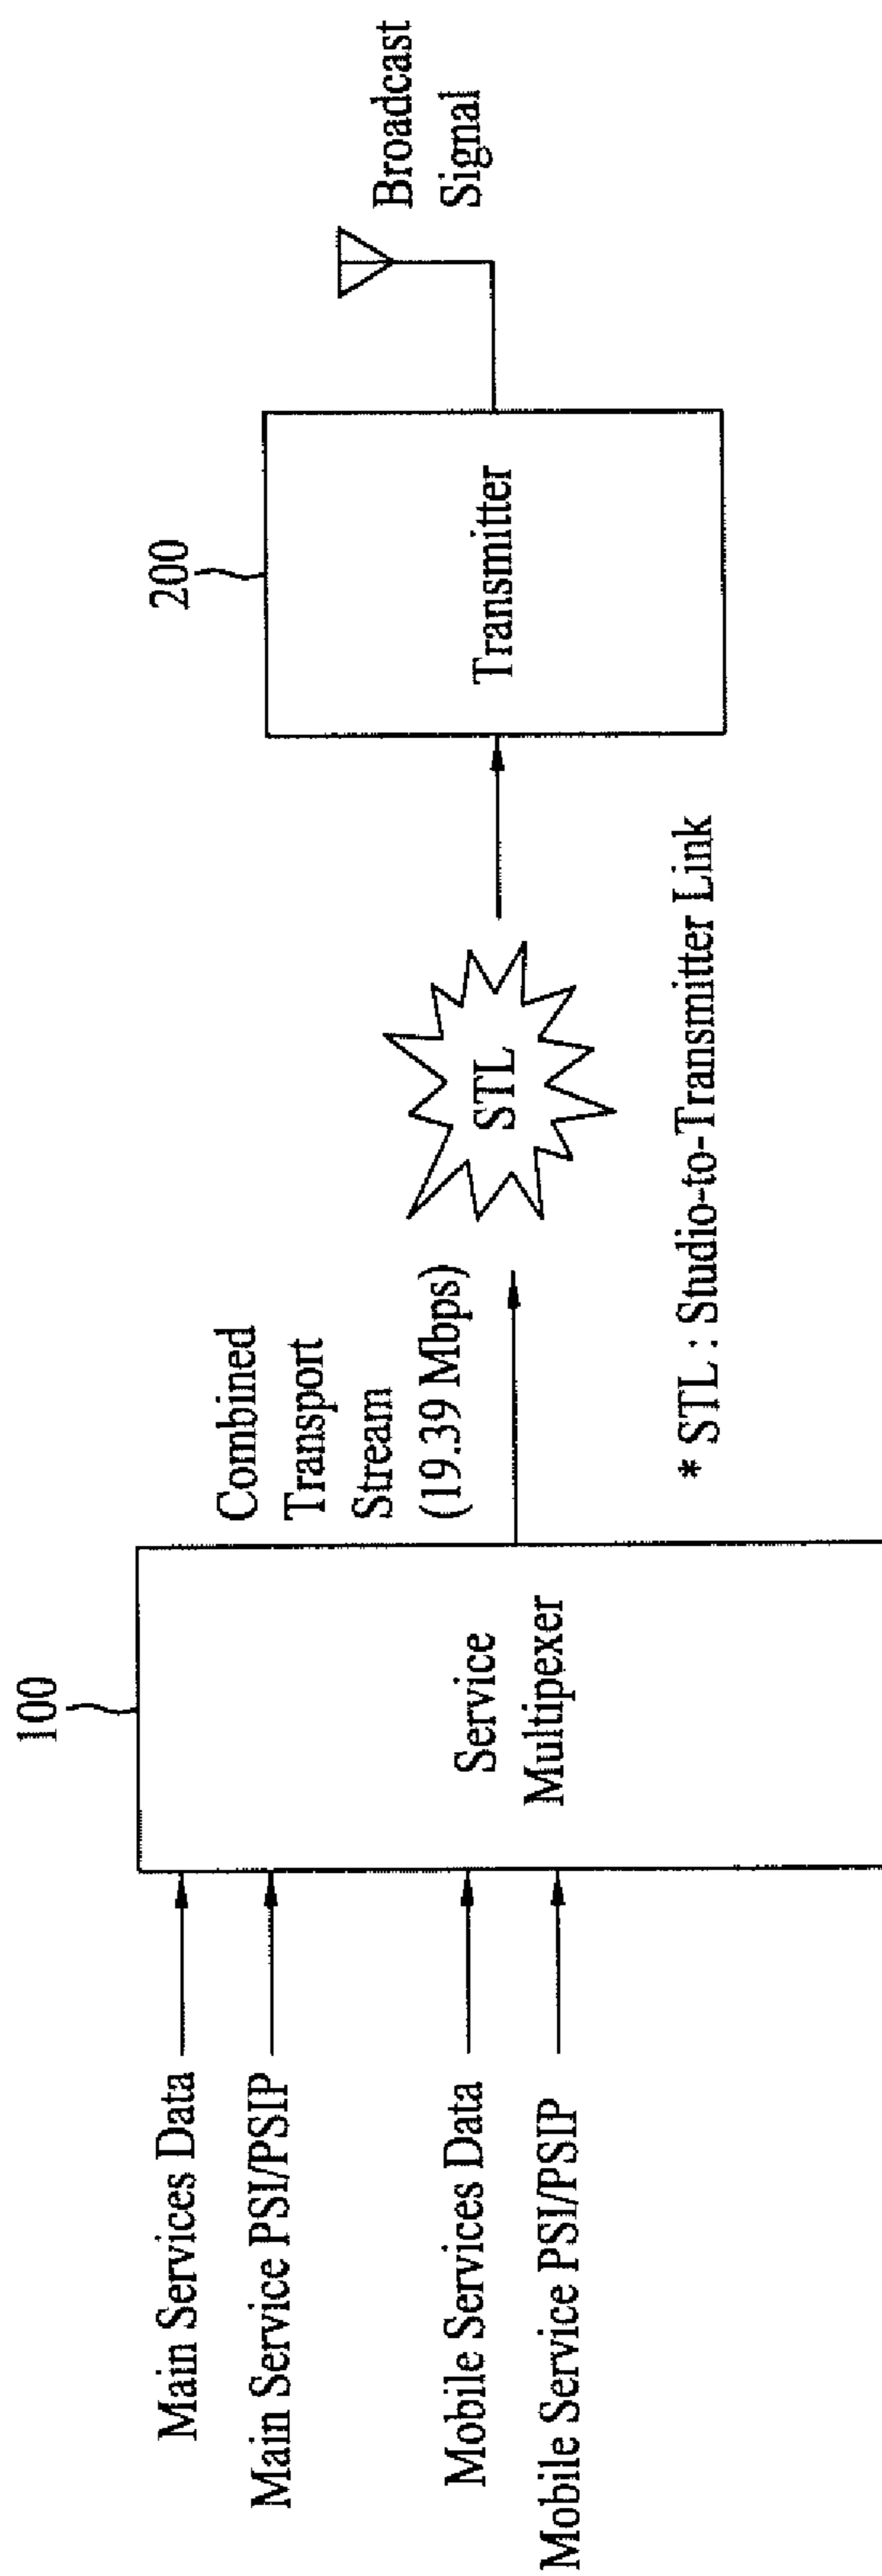 Main Services Data
Main Service PSI/PSIP
Mobile Services Data
Mobile Service PSI/PSIP
100
Service
Multipexer
Combined
Transport
Stream
(19.39 Mbps)
STL
* STL : Studio-to-Transmitter Link
200
Transmitter
Broadcast
Signal